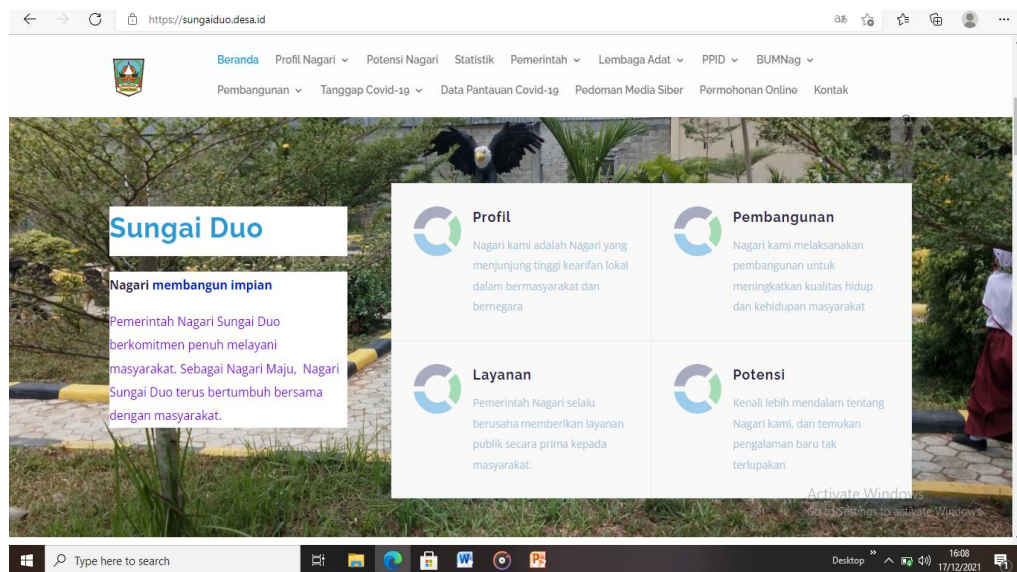 https://sungaiduo.desa.id
Beranda Profil Nagari Potensi Nagari Statistik Pemerintah Lembaga Adat PPID BUMNag
Pembangunan Tanggap Covid-19 Data Pantauan Covid-19 Pedoman Media Siber Permohonan Online Kontak
Sungai Duo
Nagari membangun impian
Pemerintah Nagari Sungai Duo
berkomitmen penuh melayani
masyarakat. Sebagai Nagari Maju, Nagari
Sungai Duo terus bertumbuh bersama
dengan masyarakat.
Profil
Nagari kami adalah Nagari yang
menjunjung tinggi kearifan lokal
dalam bermasyarakat dan
bernegara
Pembangunan
Nagari kami melaksanakan
pembangunan untuk
meningkatkan kualitas hidup
dan kehidupan masyarakat
Layanan
Pemerintah Nagari selalu
berusaha memberikan layanan
publik secara prima kepada
masyarakat.
Potensi
Kenali lebih mendalam tentang
Nagari kami, dan temukan
pengalaman baru tak
terlupakan
Activate Windows
Go to Settings to activate Windows.
Type here to search
Desktop
16:08
17/12/2021